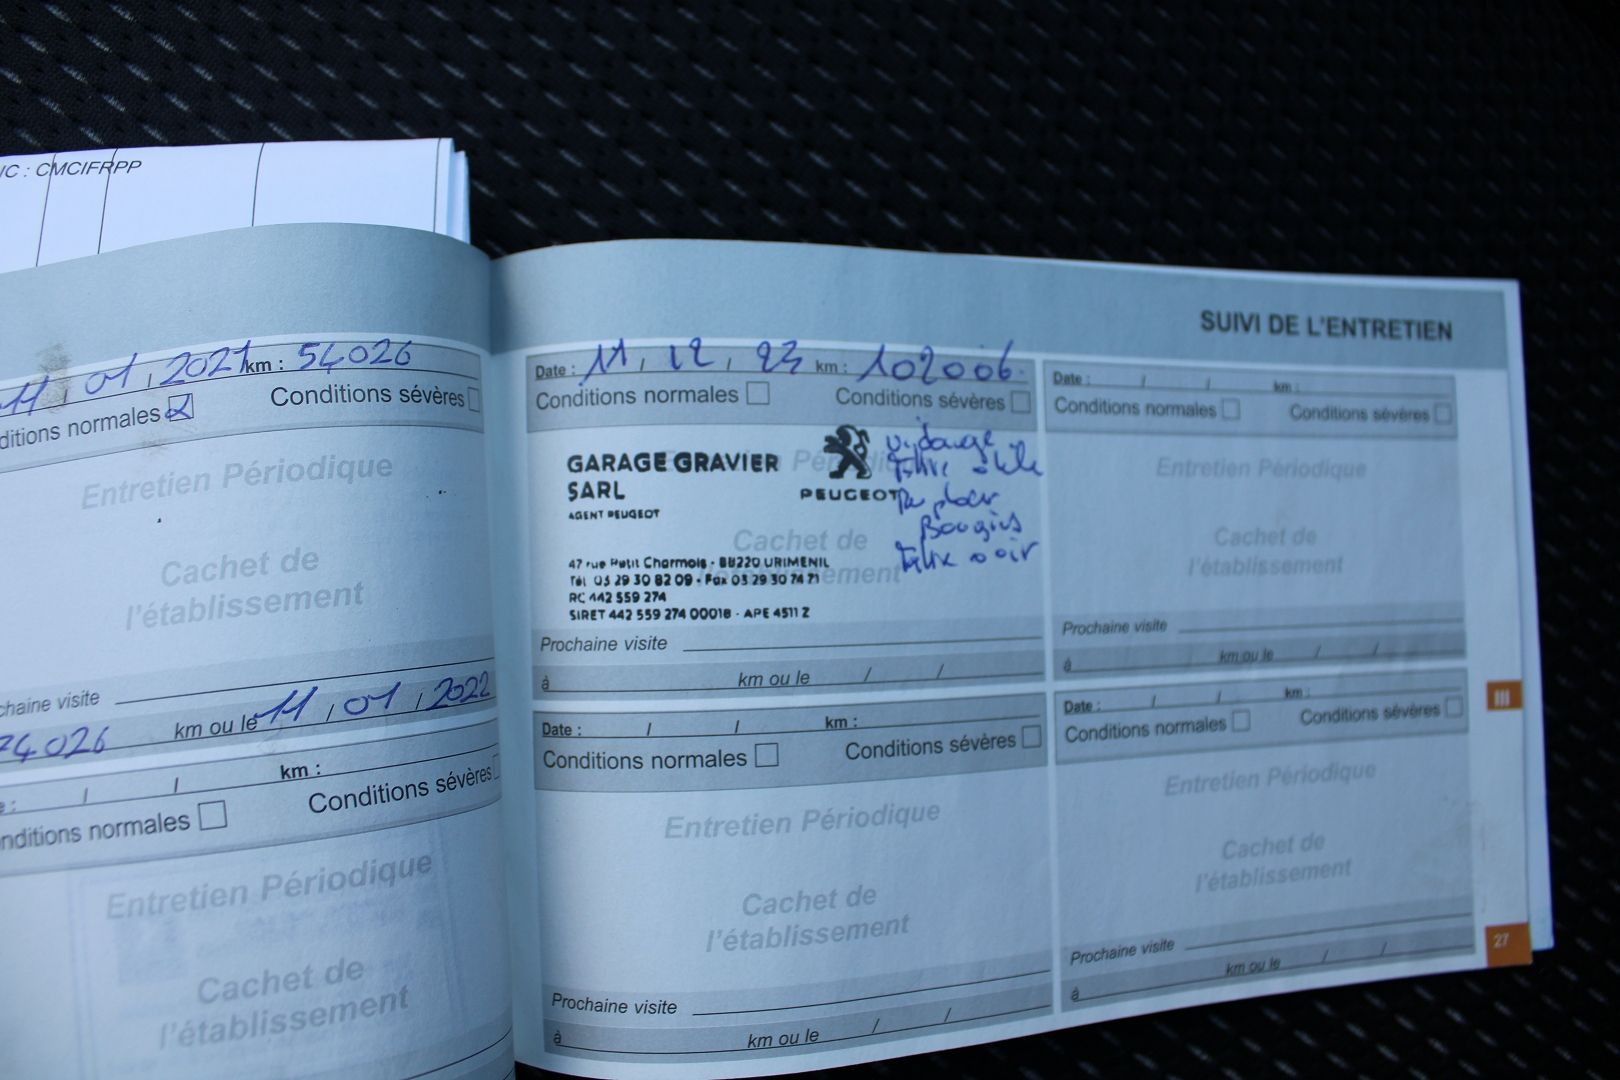 IC : CMCIFRPP
11 / 01 / 2021 km : 54026
ditions normales Conditions sévères
Entretien Périodique
Cachet de
l'établissement
chaine visite
74026 km ou le 11 / 01 / 2022
e : / / km :
nditions normales Conditions sévères
Entretien Périodique
Cachet de
l'établissement
SUIVI DE L'ENTRETIEN
Date : 11 / 12 / 23 km : 102006
Conditions normales Conditions sévères
GARAGE GRAVIER
SARL
AGENT PEUGEOT
PEUGEOT
Vidange
Filtre à huile
Bougies
Filtre à air
Cachet de
47 rue Petit Charmois - 88220 URIMENIL
Tél 03 29 30 82 09 - Fax 03 29 30 74 71
RC 442 559 274
SIRET 442 559 274 00018 - APE 4511 Z
Prochaine visite
à km ou le / /
Date : / / km :
Conditions normales Conditions sévères
Entretien Périodique
Cachet de
l'établissement
Prochaine visite
à km ou le / /
Date : / / km :
Conditions normales Conditions sévères
Entretien Périodique
Cachet de
l'établissement
Prochaine visite
à km ou le / /
III
Date : / / km :
Conditions normales Conditions sévères
Entretien Périodique
Cachet de
l'établissement
Prochaine visite
à km ou le / /
27